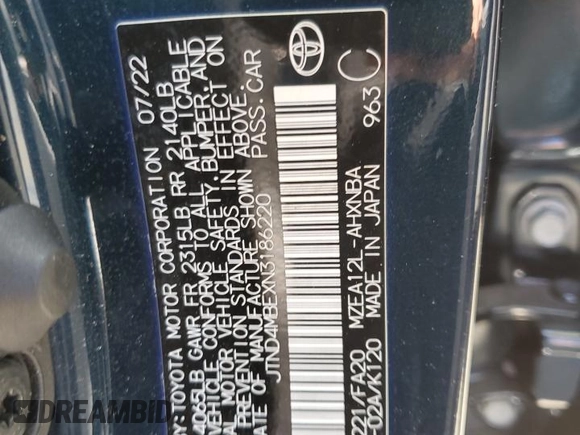 BY: TOYOTA MOTOR CORPORATION 07/22
4065LB GAWR FR 2315LB RR 2140LB
VEHICLE CONFORMS TO ALL APPLICABLE
MOTOR VEHICLE SAFETY, BUMPER, AND
PREVENTION STANDARDS IN EFFECT ON
DATE OF MANUFACTURE SHOWN ABOVE.
JTND4MBEXN3186220 PASS. CAR
221/FA20 MZEA12L-AHXNBA
-02A/K120 MADE IN JAPAN 963
C
DREAMBID